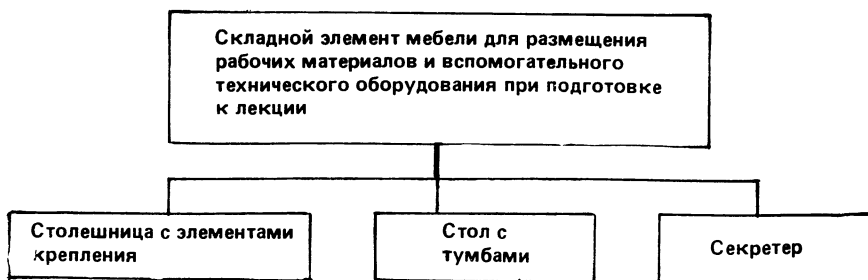 Складной элемент мебели для размещения
рабочих материалов и вспомогательного
технического оборудования при подготовке
к лекции
Столешница с элементами
крепления
Стол с
тумбами
Секретер